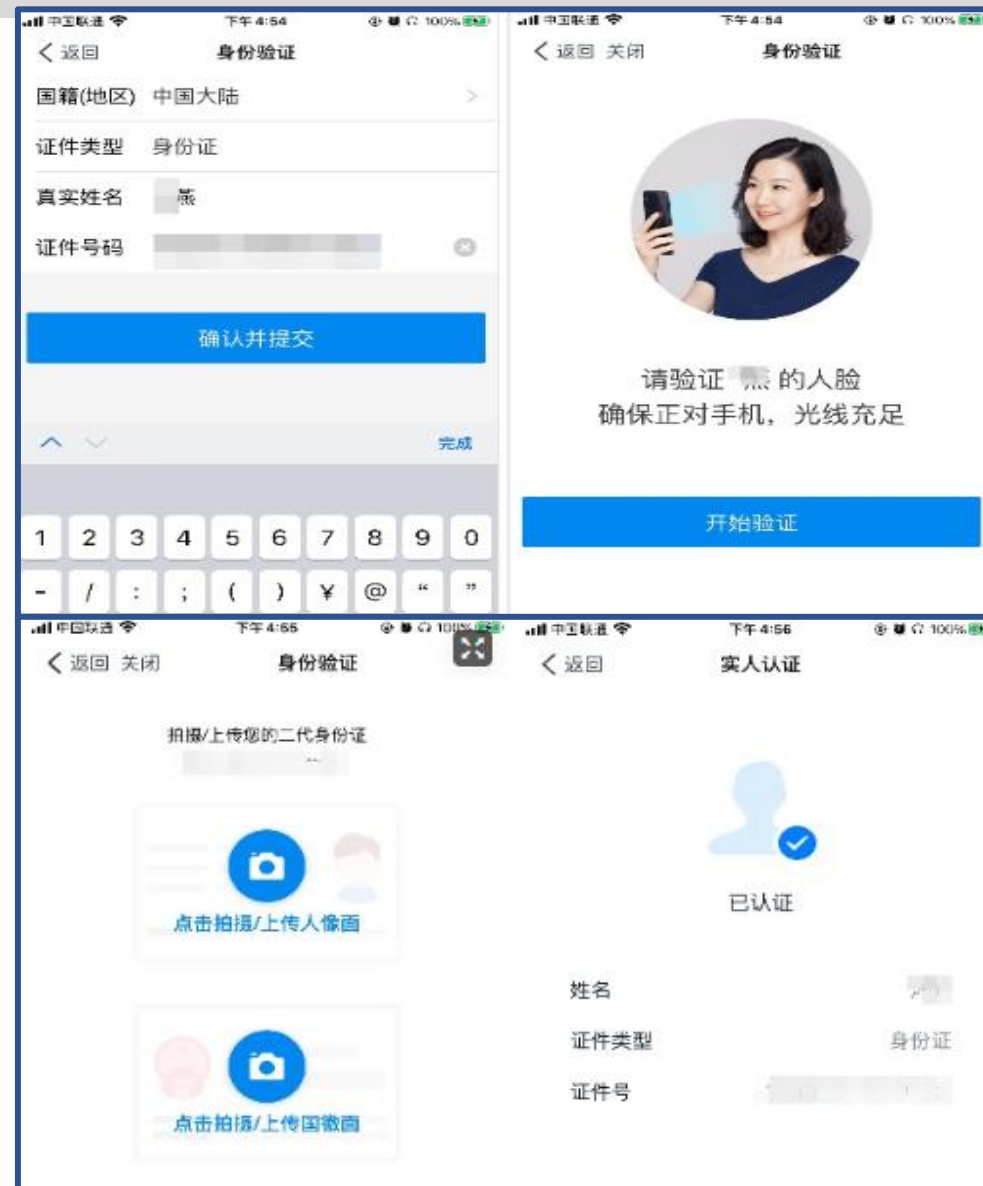 中国联通 下午4:54 100%
返回 身份验证
国籍(地区) 中国大陆
证件类型 身份证
真实姓名 燕
证件号码
确认并提交
完成
1 2 3 4 5 6 7 8 9 0
- / : ; ( ) ¥ @ “ ”
中国联通 下午4:54 100%
返回 关闭 身份验证
请验证 燕 的人脸
确保正对手机，光线充足
开始验证
中国联通 下午4:55 100%
返回 关闭 身份验证
拍摄/上传您的二代身份证
点击拍摄/上传人像面
点击拍摄/上传国徽面
中国联通 下午4:56 100%
返回 实人认证
已认证
姓名
证件类型 身份证
证件号